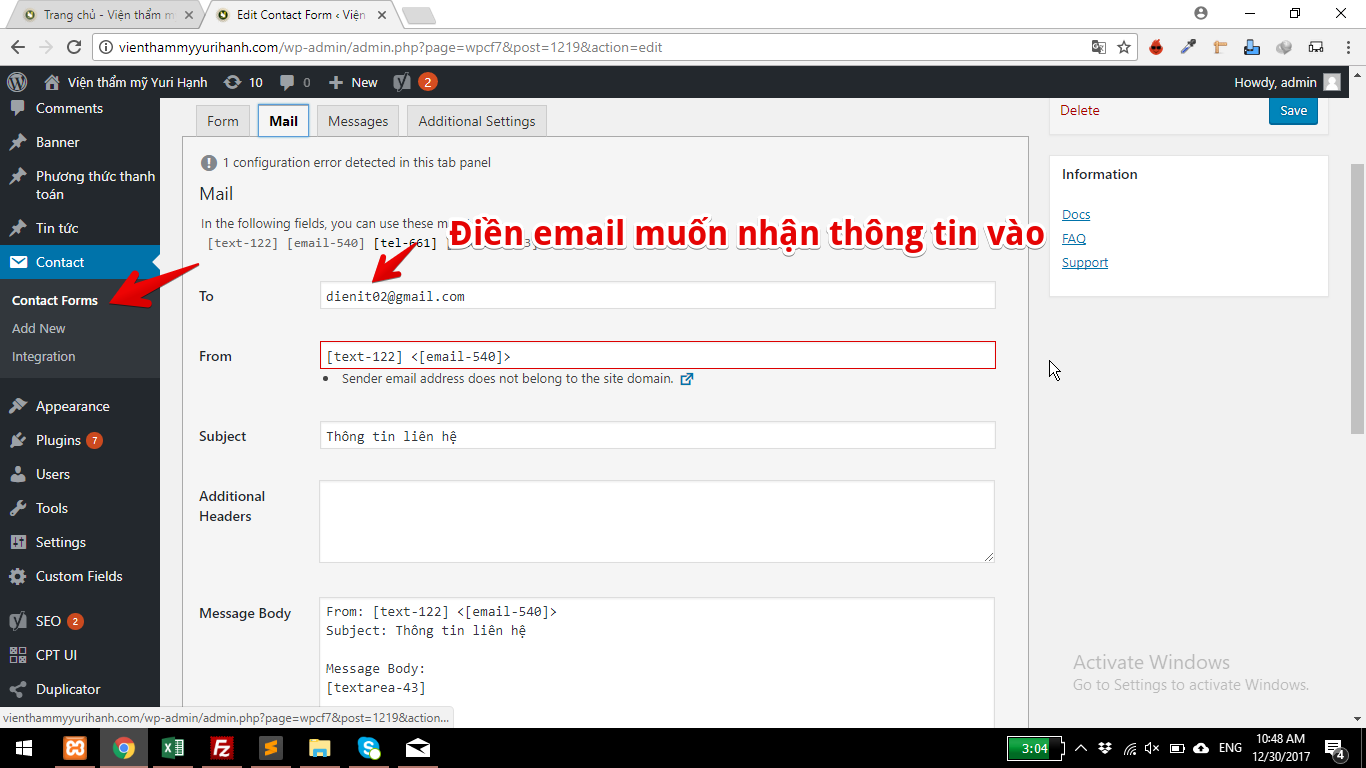 Trang chủ - Viện thẩm m
Edit Contact Form ‹ Viện
vienthammyyurihanh.com/wp-admin/admin.php?page=wpcf7&post=1219&action=edit
Viện thẩm mỹ Yuri Hạnh
10
0
New
2
Howdy, admin
Comments
Banner
Phương thức thanh
toán
Tin tức
Contact
Contact Forms
Add New
Integration
Appearance
Plugins 7
Users
Tools
Settings
Custom Fields
SEO 2
CPT UI
Duplicator
Form
Mail
Messages
Additional Settings
1 configuration error detected in this tab panel
Mail
In the following fields, you can use these
[text-122] [email-540] [tel-661]
Điền email muốn nhận thông tin vào
To
dienit02@gmail.com
From
[text-122] <[email-540]>
Sender email address does not belong to the site domain.
Subject
Thông tin liên hệ
Additional
Headers
Message Body
From: [text-122] <[email-540]>
Subject: Thông tin liên hệ
Message Body:
[textarea-43]
Delete
Save
Information
Docs
FAQ
Support
Activate Windows
Go to Settings to activate Windows.
vienthammyyurihanh.com/wp-admin/admin.php?page=wpcf7&post=1219&action...
3:04
ENG
10:48 AM
12/30/2017
4